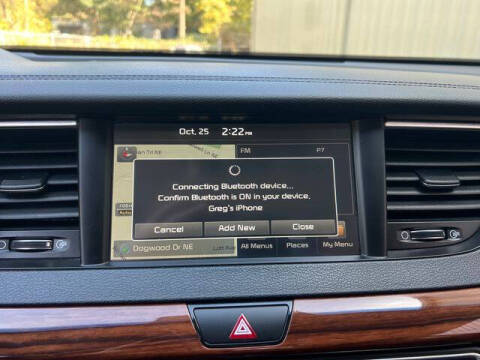 Oct. 25 2:22PM
FM P7
Connecting Bluetooth device...
Confirm Bluetooth is ON in your device.
Greg's iPhone
Cancel Add New Close
Dogwood Dr NE
All Menus Places My Menu